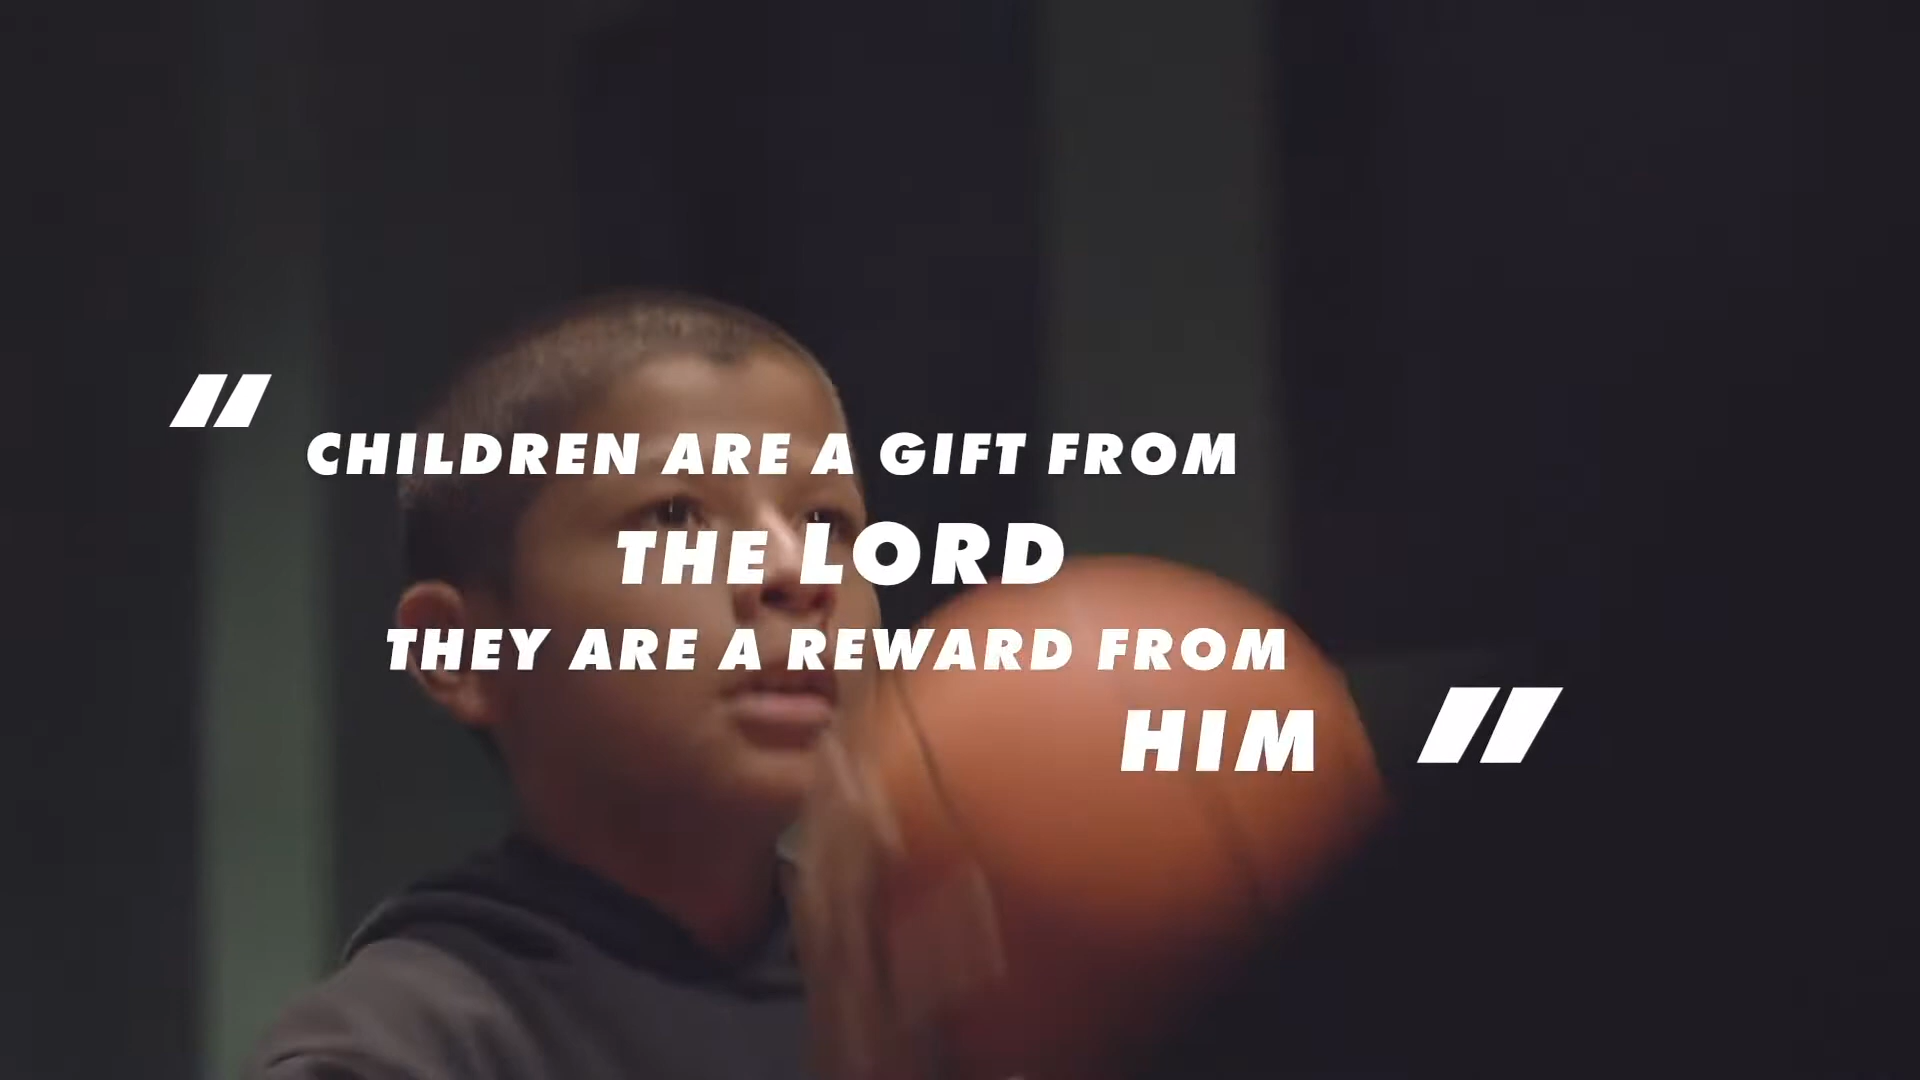 " CHILDREN ARE A GIFT FROM
THE LORD
THEY ARE A REWARD FROM
HIM "